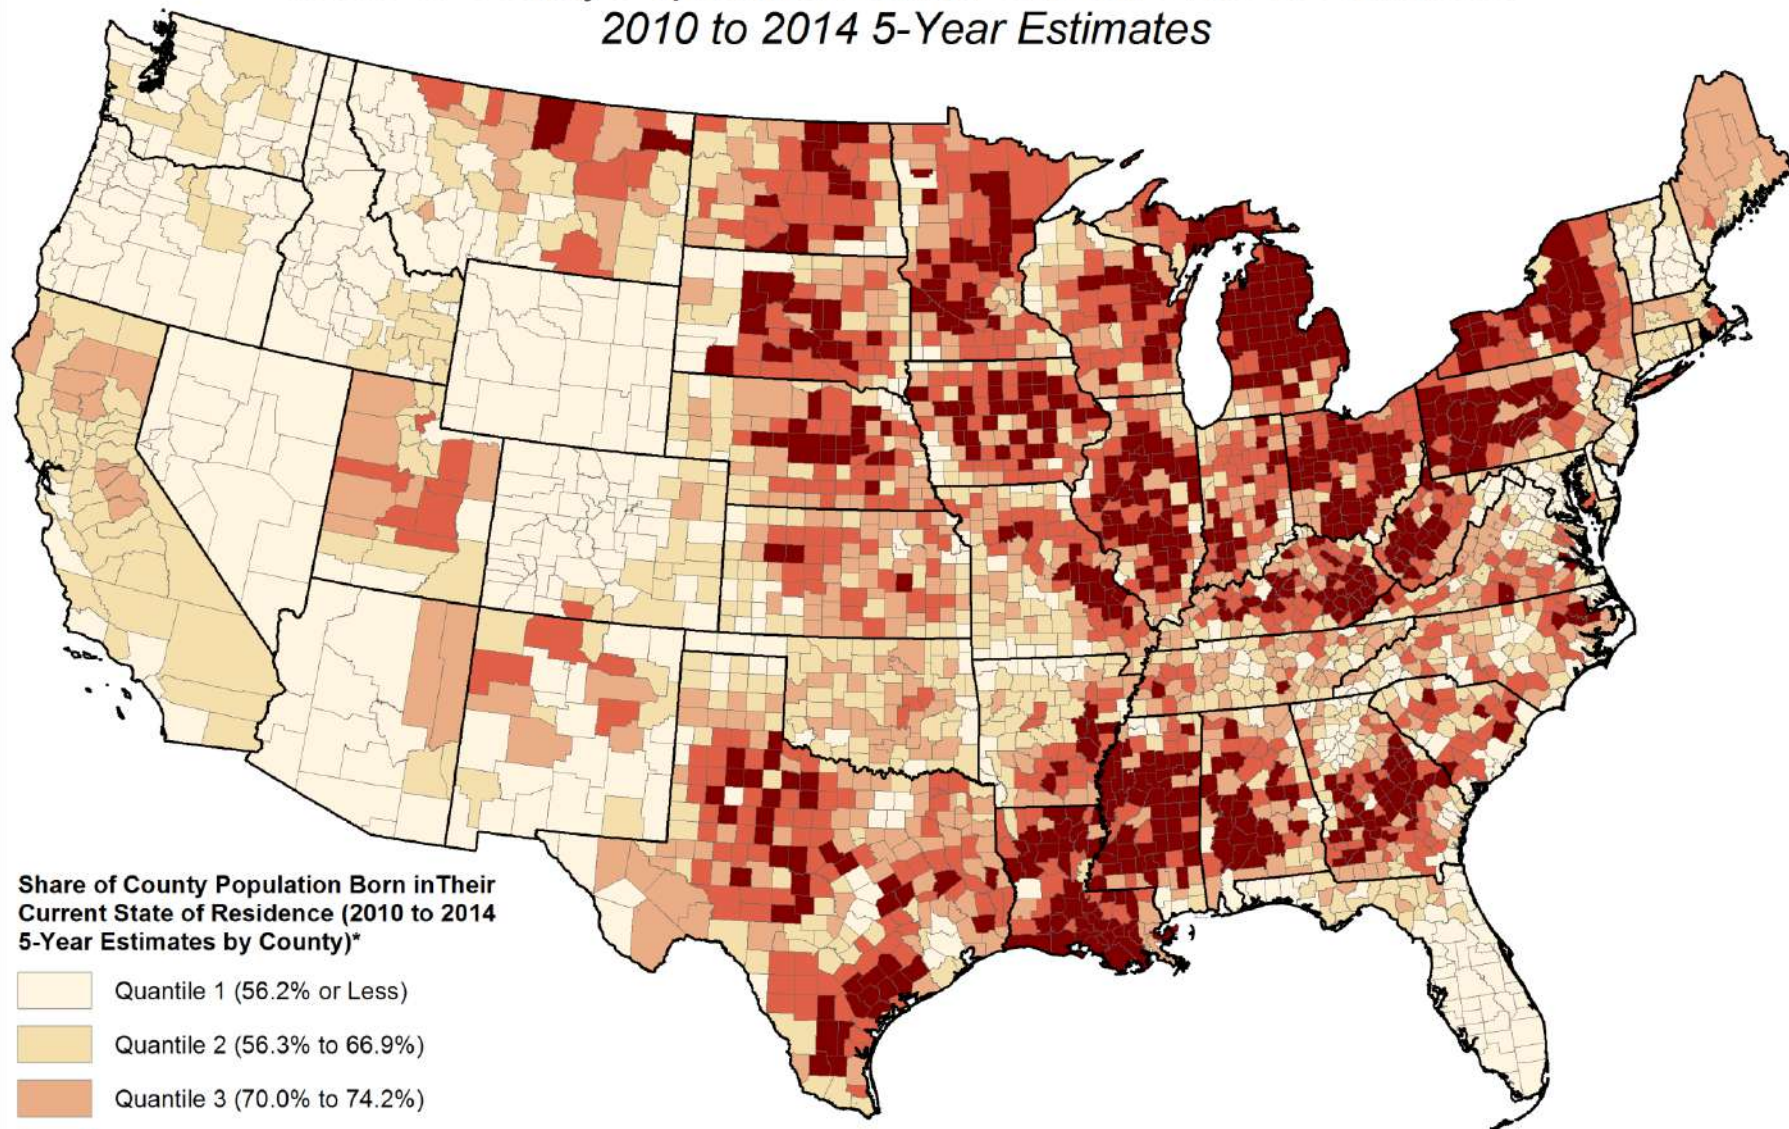 2010 to 2014 5-Year Estimates
Share of County Population Born inTheir
Current State of Residence (2010 to 2014
5-Year Estimates by County)*
Quantile 1 (56.2% or Less)
Quantile 2 (56.3% to 66.9%)
Quantile 3 (70.0% to 74.2%)